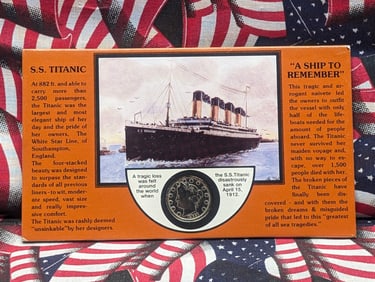 S.S. TITANIC
At 882 ft. and able to
carry more than
2,500 passengers,
the Titanic was the
largest and most
elegant ship of her
day and the pride of
her owners, The
White Star Line, of
Southampton,
England.
The four-stacked
beauty was designed
to surpass the stan-
dards of all previous
liners - to wit, moder-
ate speed, vast size
and really impres-
sive comfort.
The Titanic was rashly deemed
"unsinkable" by her designers.
A tragic loss
was felt
around the
world
when
the S.S.Titanic
disastrously
sank on
April 15,
1912.
"A SHIP TO
REMEMBER"
This tragic and ar-
rogant naiveté led
the owners to outfit
the vessel with only
half of the life-
boats needed for the
amount of people
aboard. The Titanic
never survived her
maiden voyage and,
with no way to es-
cape, over 1,500
people died with her.
The broken pieces of
the Titanic have
finally been dis-
covered - and with them the
broken dreams & misguided
pride that led to this "greatest
of all sea tragedies."